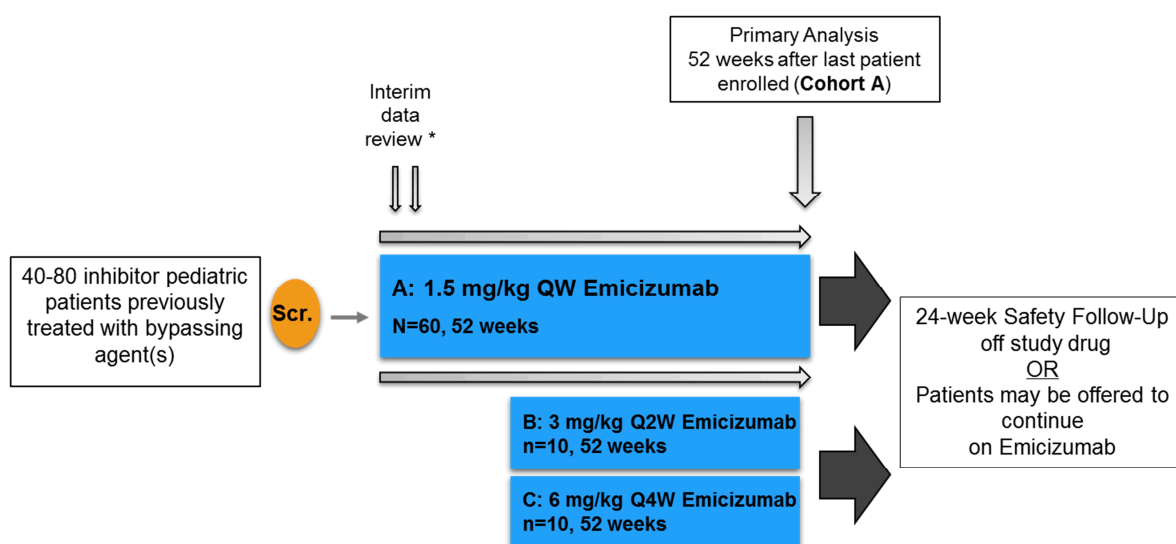 Primary Analysis
52 weeks after last patient
enrolled (Cohort A)
Interim
data
review *
40-80 inhibitor pediatric
patients previously
treated with bypassing
agent(s)
Scr.
A: 1.5 mg/kg QW Emicizumab
N=60, 52 weeks
B: 3 mg/kg Q2W Emicizumab
n=10, 52 weeks
C: 6 mg/kg Q4W Emicizumab
n=10, 52 weeks
24-week Safety Follow-Up
off study drug
OR
Patients may be offered to
continue
on Emicizumab